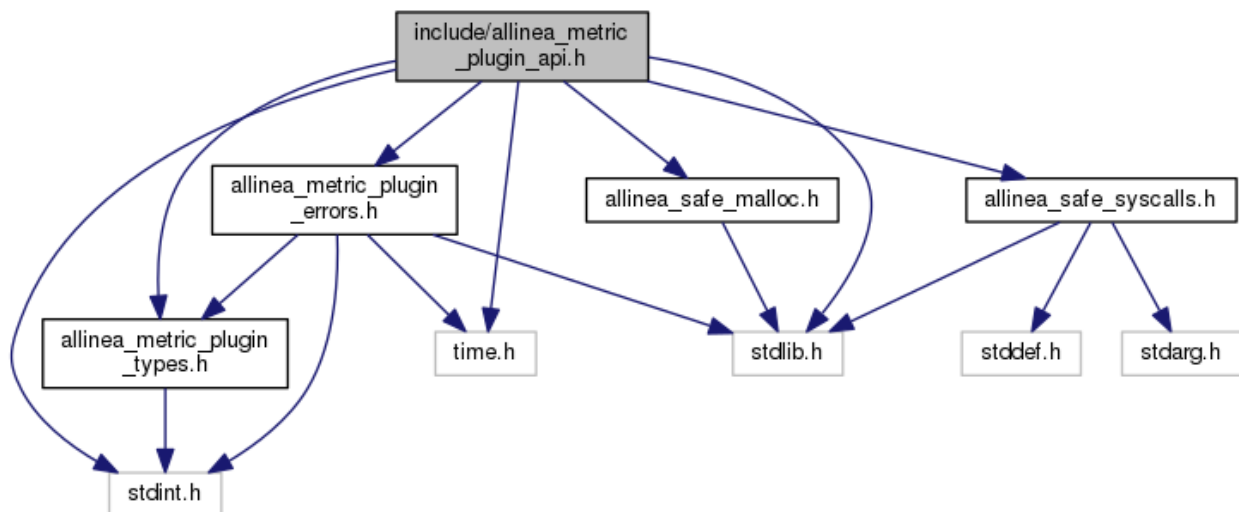 include/allinea_metric
_plugin_api.h
allinea_metric_plugin
_errors.h
allinea_safe_malloc.h
allinea_safe_syscalls.h
allinea_metric_plugin
_types.h
time.h
stdlib.h
stddef.h
stdarg.h
stdint.h